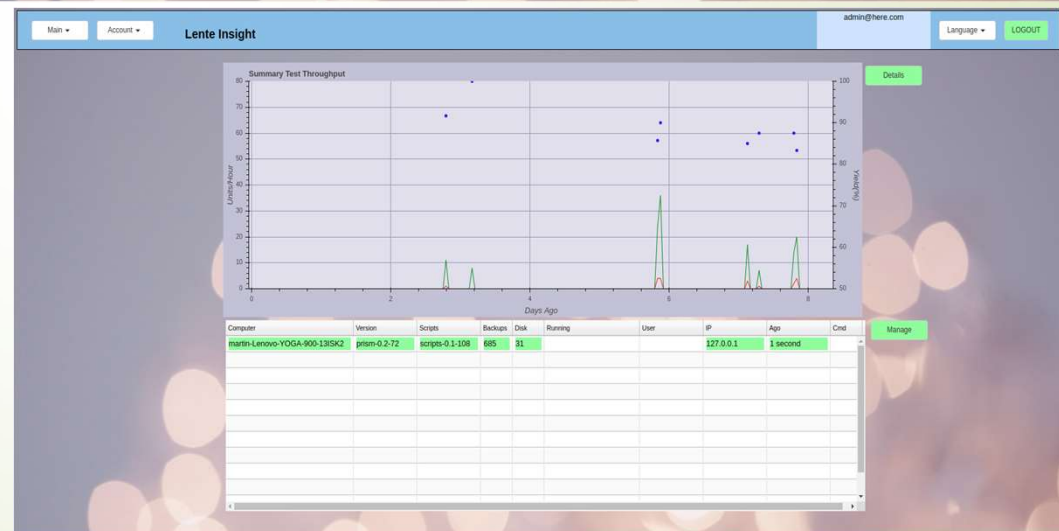 Main Account Lente Insight admin@here.com Language LOGOUT
Summary Test Throughput
Details
80 70 60 50 40 30 20 10 0
Units/Hour
100 90 80 70 60 50
Yield(%)
0 2 4 6 8
Days Ago
Computer Version Scripts Backups Disk Running User IP Ago Cmd
Manage
martin-Lenovo-YOGA-900-13ISK2 prism-0.2-72 scripts-0.1-108 685 31 127.0.0.1 1 second